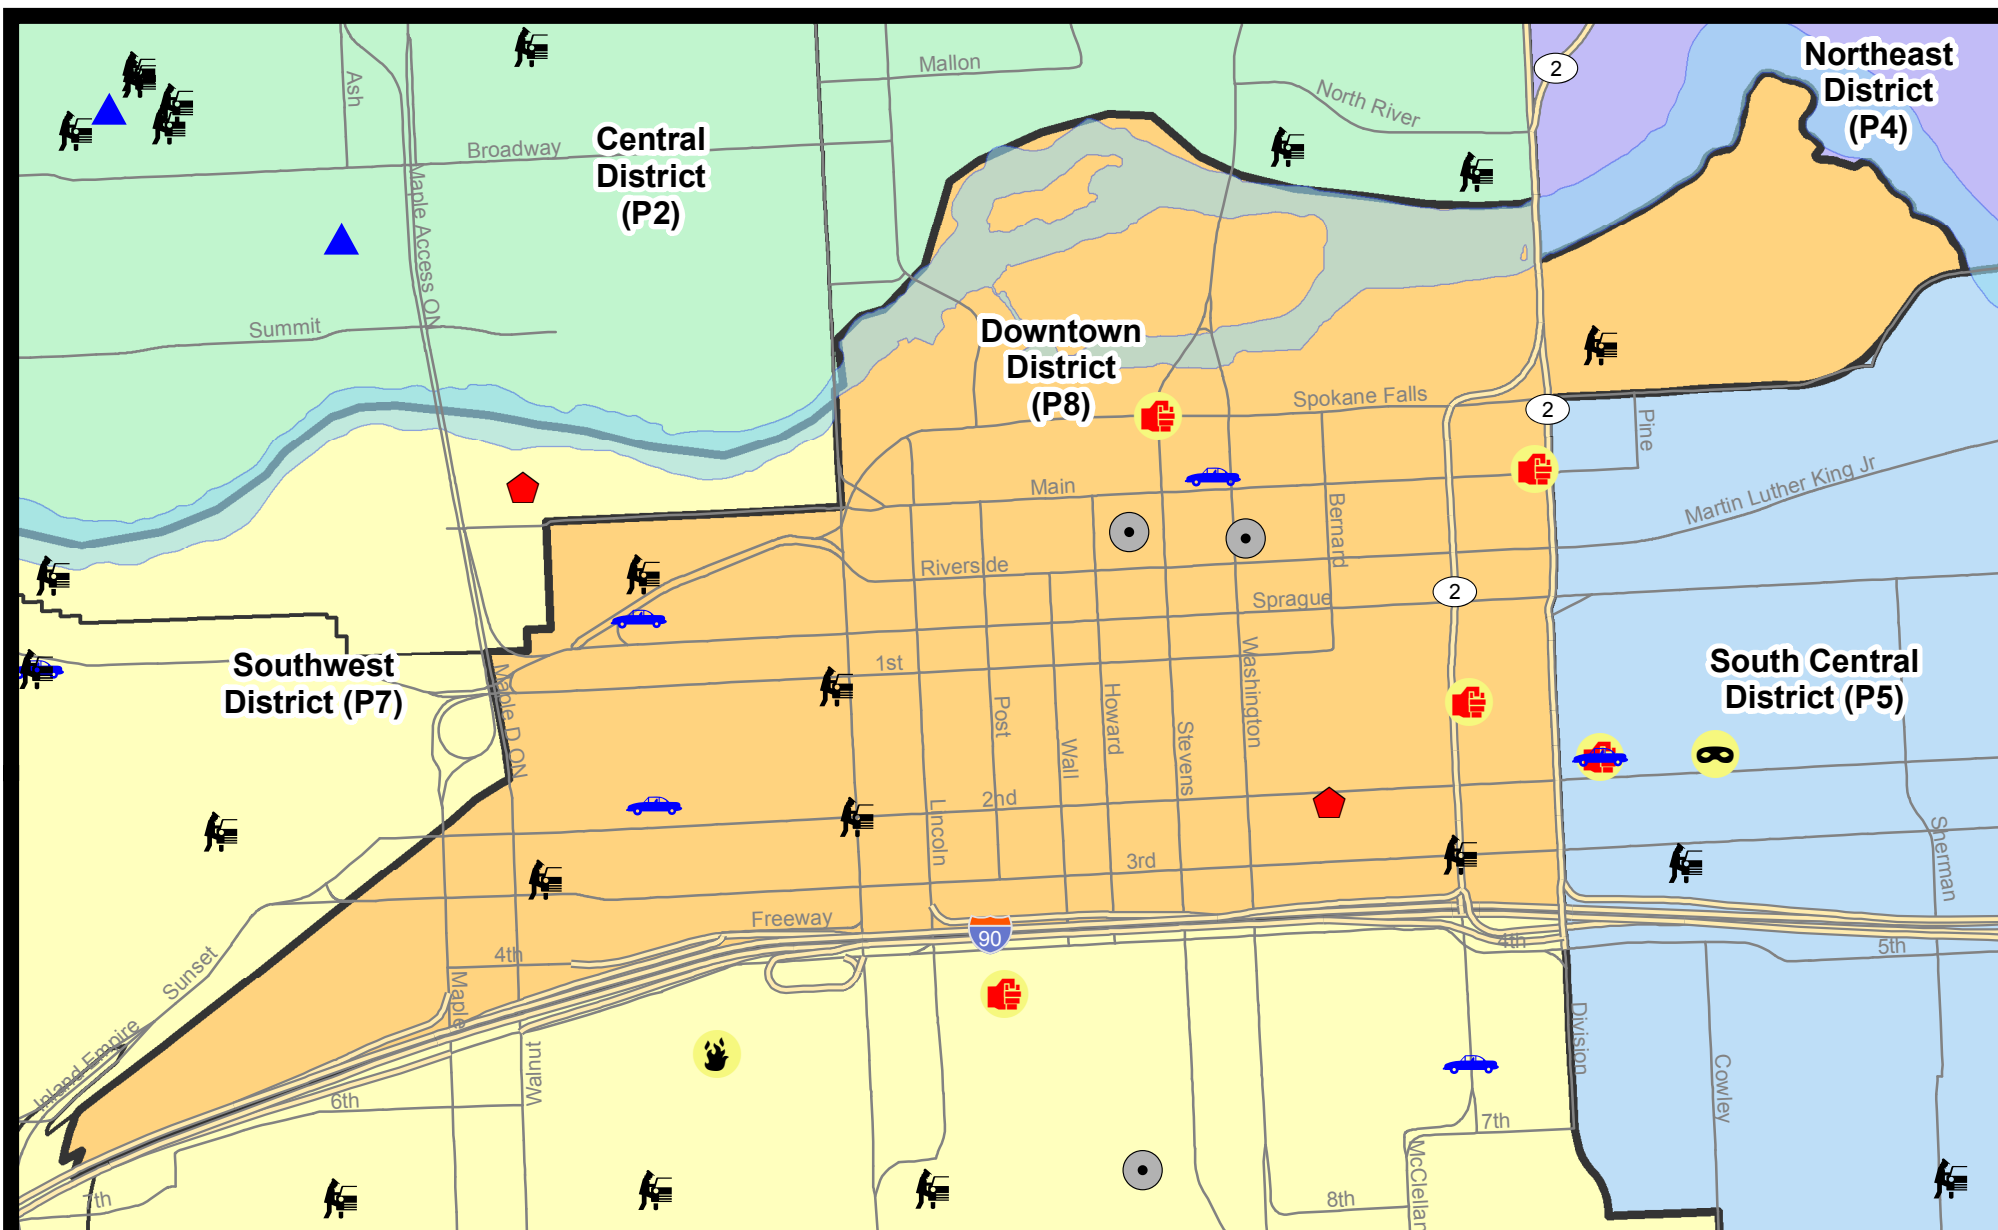 Mallon
2
Northeast
District
(P4)
Ash
North River
Broadway
Central
District
(P2)
Maple Access ON
Summit
Downtown
District
(P8)
Spokane Falls
2
Pine
Main
Bernard
Martin Luther King Jr
Riverside
2
Sprague
1st
Southwest
District (P7)
South Central
District (P5)
Maple D ON
Post
Wall
Howard
Stevens
Washington
2nd
Lincoln
3rd
Sherman
Freeway
90
4th
4th
5th
Sunset
Maple
Inland Empire
Walnut
Division
6th
Cowley
7th
McClellan
7th
8th